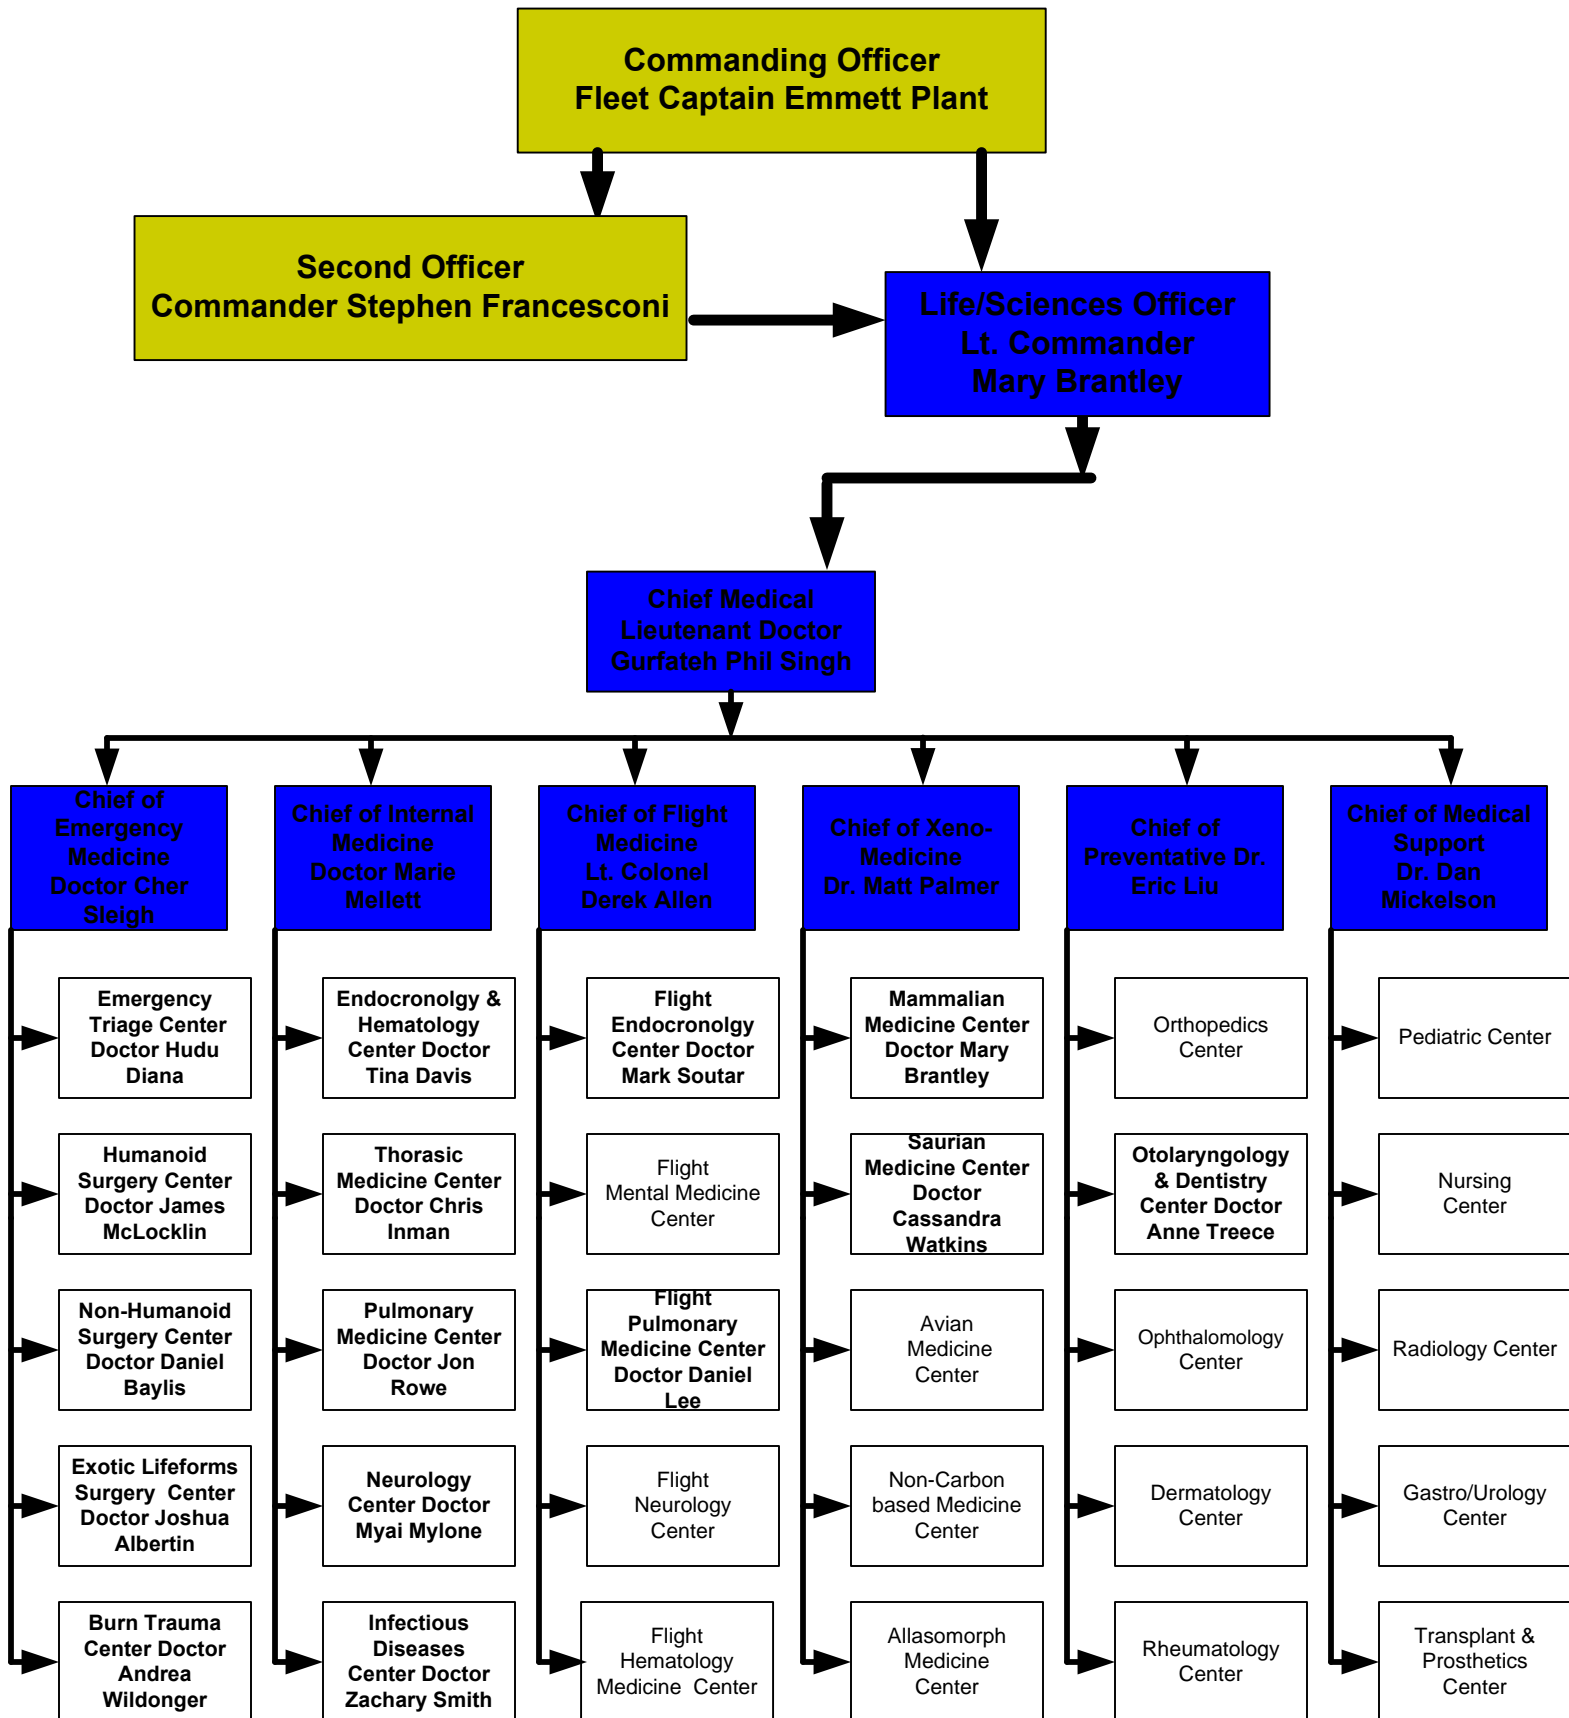 Commanding Officer
Fleet Captain Emmett Plant
Second Officer
Commander Stephen Francesconi
Life/Sciences Officer
Lt. Commander
Mary Brantley
Chief Medical
Lieutenant Doctor
Gurfateh Phil Singh
Chief of
Emergency
Medicine
Doctor Cher
Sleigh
Chief of Internal
Medicine
Doctor Marie
Mellett
Chief of Flight
Medicine
Lt. Colonel
Derek Allen
Chief of Xeno-
Medicine
Dr. Matt Palmer
Chief of
Preventative Dr.
Eric Liu
Chief of Medical
Support
Dr. Dan
Mickelson
Emergency
Triage Center
Doctor Hudu
Diana
Endocronolgy &
Hematology
Center Doctor
Tina Davis
Flight
Endocronolgy
Center Doctor
Mark Soutar
Mammalian
Medicine Center
Doctor Mary
Brantley
Orthopedics
Center
Pediatric Center
Humanoid
Surgery Center
Doctor James
McLocklin
Thorasic
Medicine Center
Doctor Chris
Inman
Flight
Mental Medicine
Center
Saurian
Medicine Center
Doctor
Cassandra
Watkins
Otolaryngology
& Dentistry
Center Doctor
Anne Treece
Nursing
Center
Non-Humanoid
Surgery Center
Doctor Daniel
Baylis
Pulmonary
Medicine Center
Doctor Jon
Rowe
Flight
Pulmonary
Medicine Center
Doctor Daniel
Lee
Avian
Medicine
Center
Ophthalomology
Center
Radiology Center
Exotic Lifeforms
Surgery Center
Doctor Joshua
Albertin
Neurology
Center Doctor
Myai Mylone
Flight
Neurology
Center
Non-Carbon
based Medicine
Center
Dermatology
Center
Gastro/Urology
Center
Burn Trauma
Center Doctor
Andrea
Wildonger
Infectious
Diseases
Center Doctor
Zachary Smith
Flight
Hematology
Medicine Center
Allasomorph
Medicine
Center
Rheumatology
Center
Transplant &
Prosthetics
Center